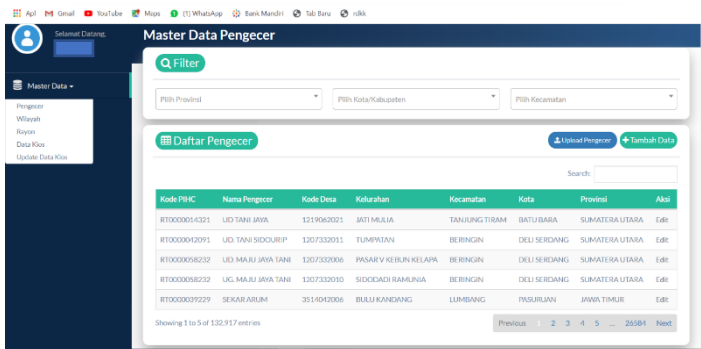 Apl Gmail YouTube Maps (1) WhatsApp Bank Mandiri Tab Baru rdkk
Selamat Datang,
Master Data Pengecer
Filter
Master Data
Pilih Provinsi Pilih Kota/Kabupaten Pilih Kecamatan
Pengecer
Wilayah
Rayon
Data Kios
Update Data Kios
Daftar Pengecer Upload Pengecer Tambah Data
Search:
Kode PIHC Nama Pengecer Kode Desa Kelurahan Kecamatan Kota Provinsi Aksi
RT0000014321 UD TANI JAYA 1219062021 JATI MULIA TANJUNG TIRAM BATU BARA SUMATERA UTARA Edit
RT0000042091 UD. TANI SIDOURIP 1207332011 TUMPATAN BERINGIN DELI SERDANG SUMATERA UTARA Edit
RT0000058232 UD. MAJU JAYA TANI 1207332006 PASAR V KEBUN KELAPA BERINGIN DELI SERDANG SUMATERA UTARA Edit
RT0000058232 UG. MAJU JAYA TANI 1207332010 SIDODADI RAMUNIA BERINGIN DELI SERDANG SUMATERA UTARA Edit
RT0000039229 SEKAR ARUM 3514042006 BULU KANDANG LUMBANG PASURUAN JAWA TIMUR Edit
Showing 1 to 5 of 132,917 entries Previous 1 2 3 4 5 ... 26584 Next